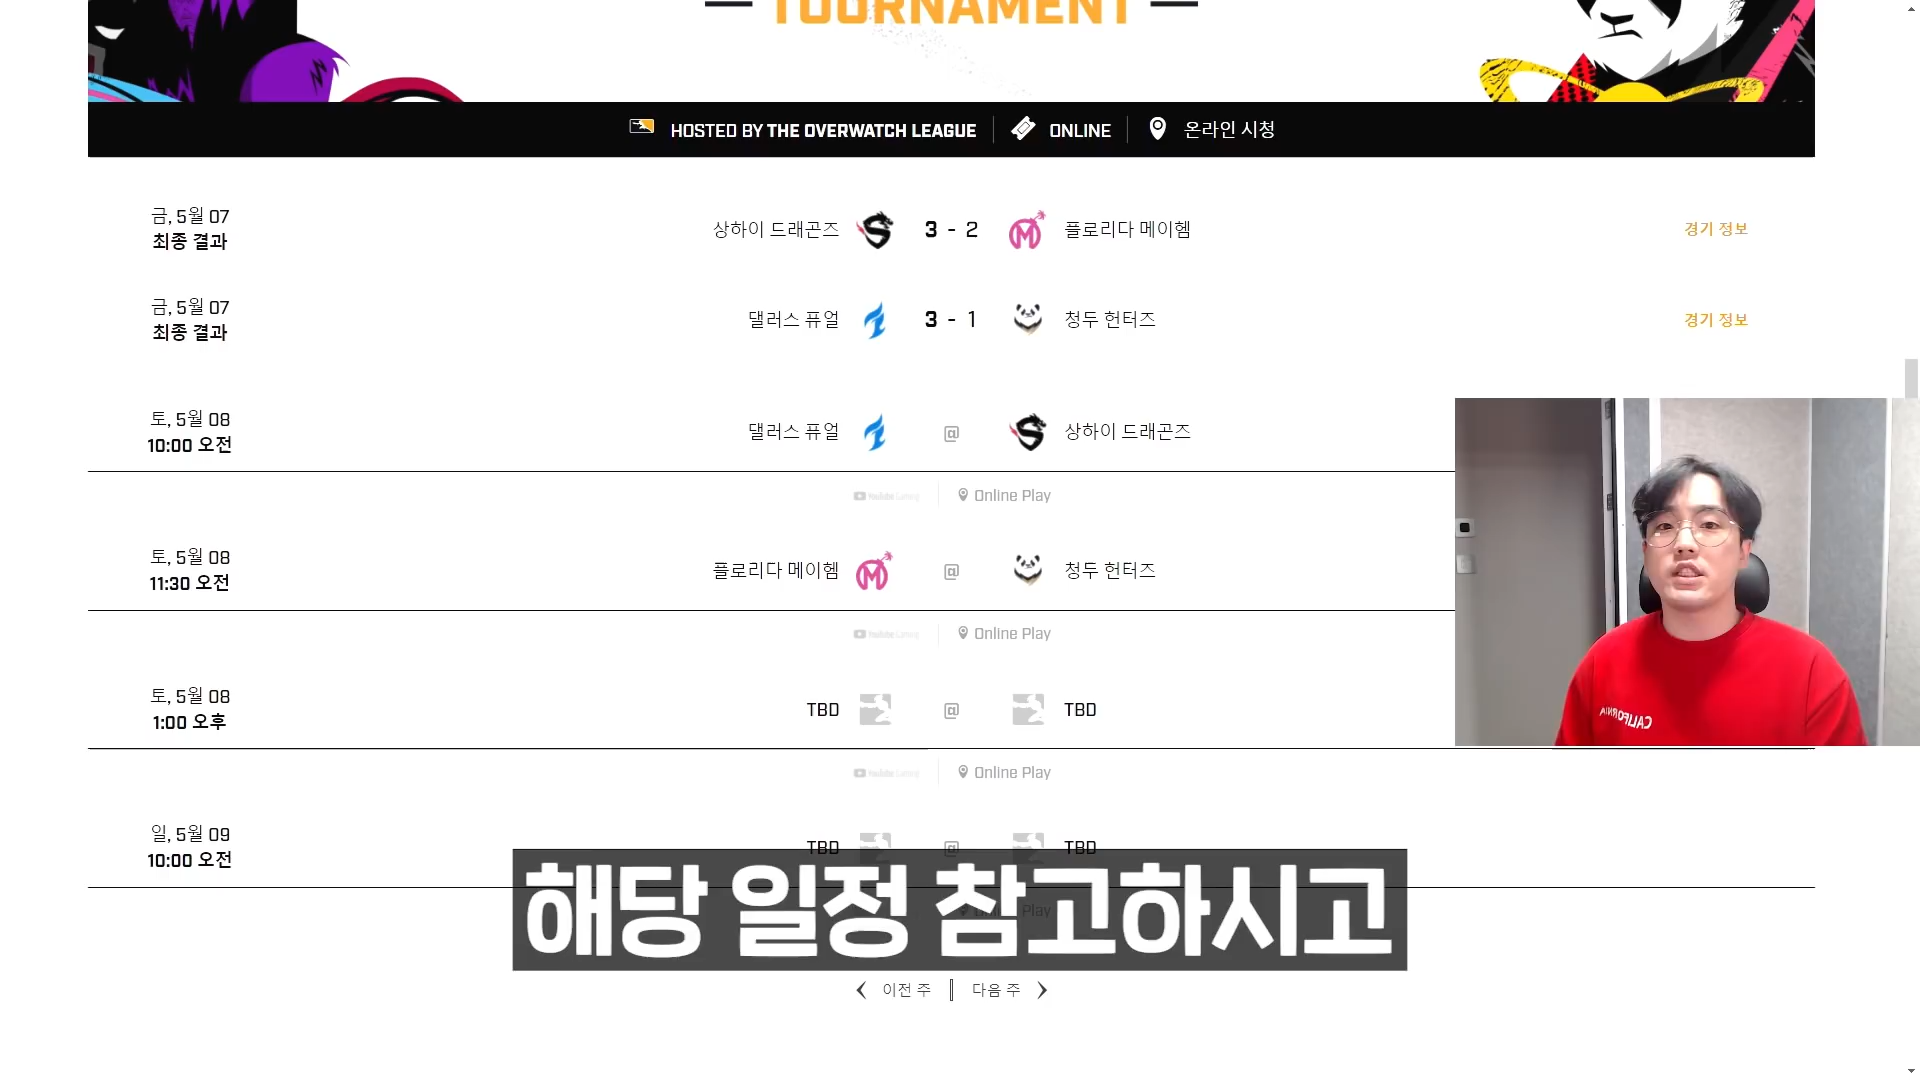 TOURNAMENT
HOSTED BY THE OVERWATCH LEAGUE
ONLINE
온라인 시청
금, 5월 07
최종 결과
상하이 드래곤즈 3 - 2 플로리다 메이헴
경기 정보
금, 5월 07
최종 결과
댈러스 퓨얼 3 - 1 청두 헌터즈
경기 정보
토, 5월 08
10:00 오전
댈러스 퓨얼 @ 상하이 드래곤즈
Online Play
토, 5월 08
11:30 오전
플로리다 메이헴 @ 청두 헌터즈
Online Play
토, 5월 08
1:00 오후
TBD @ TBD
Online Play
일, 5월 09
10:00 오전
TBD @ TBD
해당 일정 참고하시고
이전 주 다음 주
CALIFORNIA